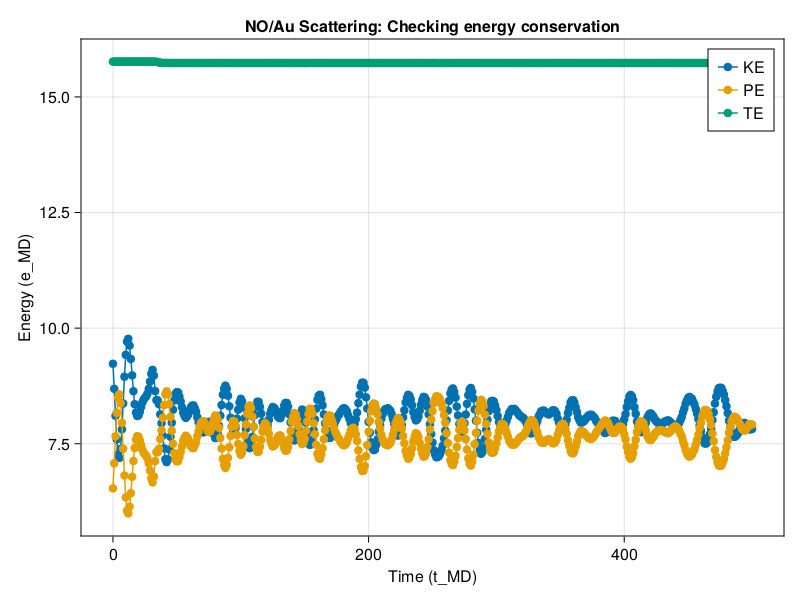 NO/Au Scattering: Checking energy conservation
KE
PE
TE
Energy (e_MD)
15.0
12.5
10.0
7.5
0
200
400
Time (t_MD)